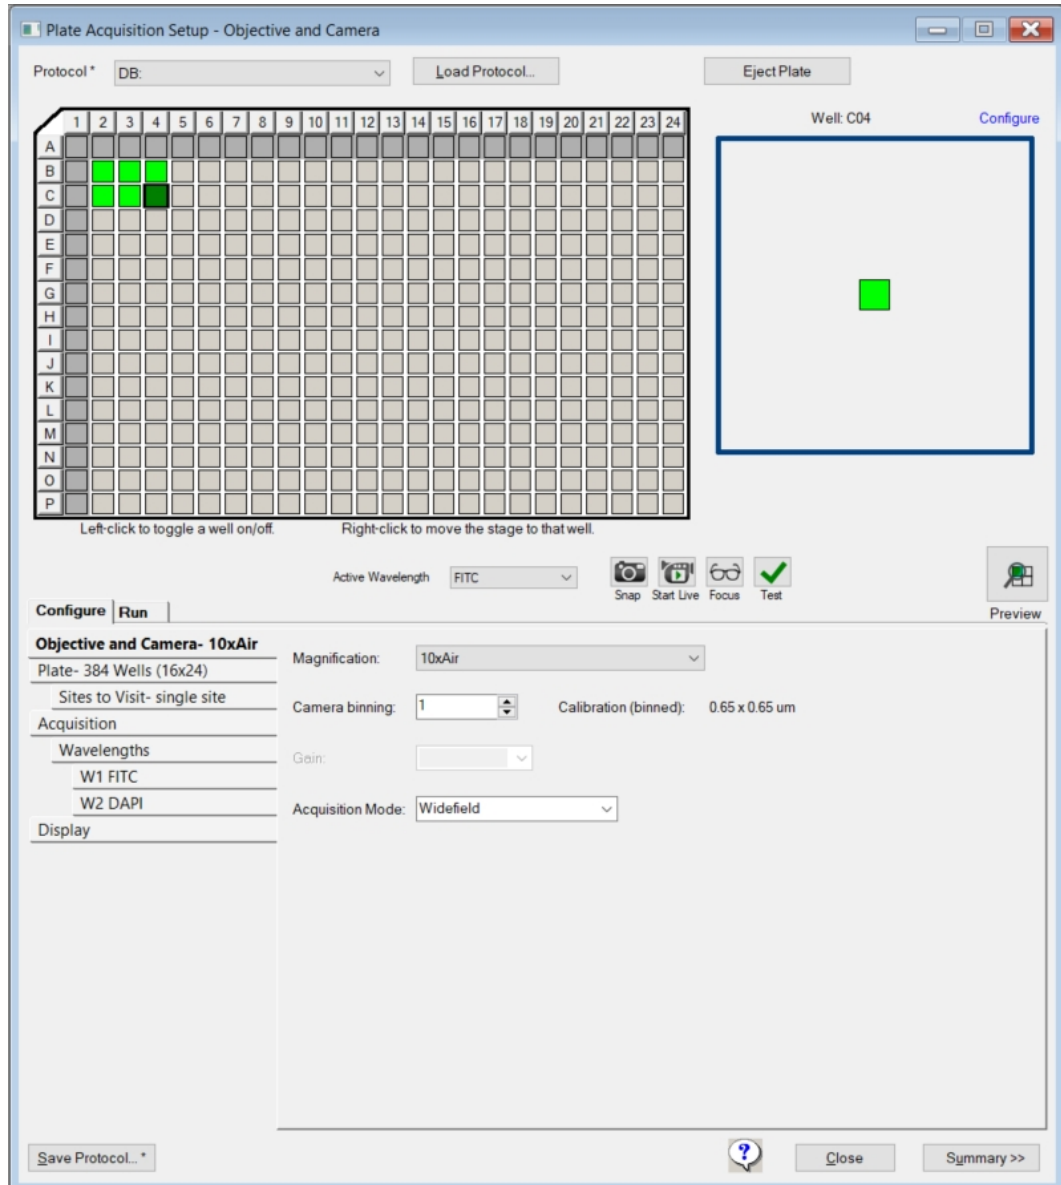 Plate Acquisition Setup - Objective and Camera
Protocol * DB: Load Protocol... Eject Plate
1 2 3 4 5 6 7 8 9 10 11 12 13 14 15 16 17 18 19 20 21 22 23 24
Well: C04 Configure
A
B
C
D
E
F
G
H
I
J
K
L
M
N
O
P
Left-click to toggle a well on/off. Right-click to move the stage to that well.
Active Wavelength FITC
Snap Start Live Focus Test
Preview
Configure Run
Objective and Camera- 10xAir
Plate- 384 Wells (16x24)
Sites to Visit- single site
Acquisition
Wavelengths
W1 FITC
W2 DAPI
Display
Magnification: 10xAir
Camera binning: 1 Calibration (binned): 0.65 x 0.65 um
Gain:
Acquisition Mode: Widefield
Save Protocol... * ? Close Summary >>